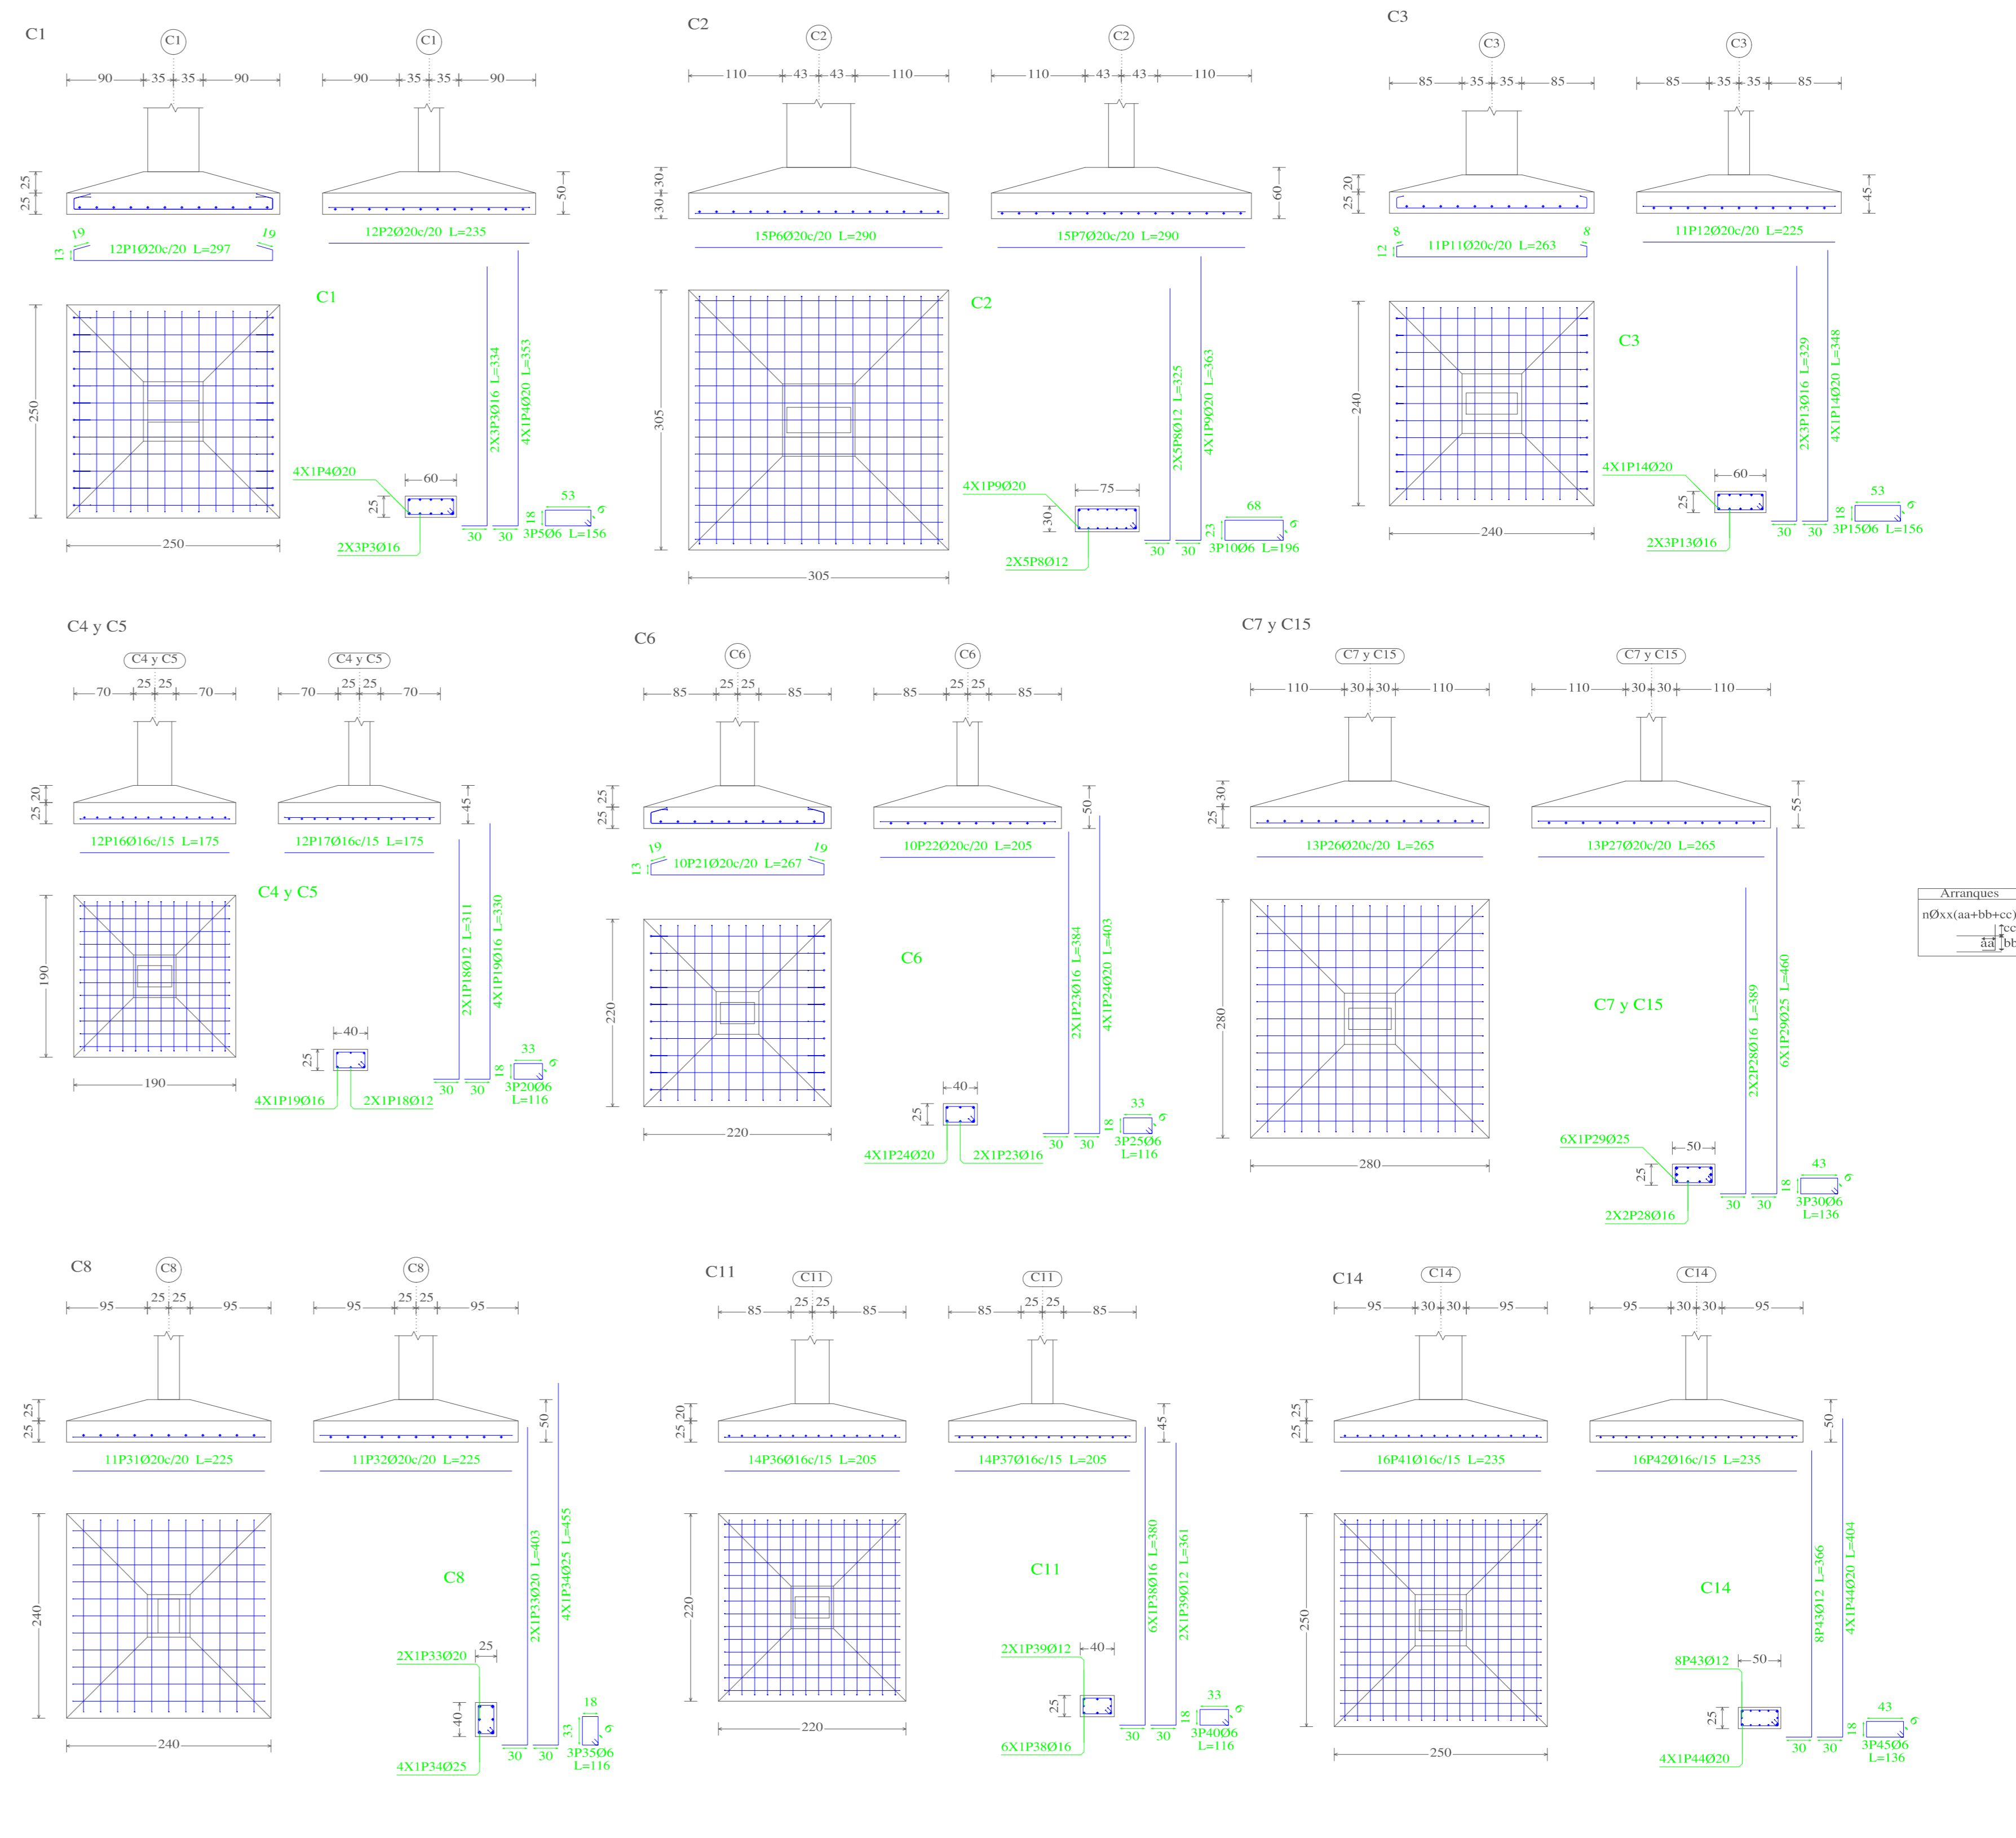 C1
C1
C1
90 35 35 90
90 35 35 90
25
25
50
19 19
13
12P1Ø20c/20 L=297
12P2Ø20c/20 L=235
C1
250
250
2X3P3Ø16 L=334
4X1P4Ø20 L=353
4X1P4Ø20
60
25
2X3P3Ø16
30 30
53
18
6
3P5Ø6 L=156
C2
C2
C2
110 43 43 110
110 43 43 110
30
30
60
15P6Ø20c/20 L=290
15P7Ø20c/20 L=290
C2
305
305
2X5P8Ø12 L=325
4X1P9Ø20 L=363
4X1P9Ø20
75
30
2X5P8Ø12
30 30
68
23
6
3P10Ø6 L=196
C3
C3
C3
85 35 35 85
85 35 35 85
20
25
45
8 8
12
11P11Ø20c/20 L=263
11P12Ø20c/20 L=225
C3
240
240
2X3P13Ø16 L=329
4X1P14Ø20 L=348
4X1P14Ø20
60
25
2X3P13Ø16
30 30
53
18
6
3P15Ø6 L=156
C4 y C5
C4 y C5
C4 y C5
70 25 25 70
70 25 25 70
20
25
45
12P16Ø16c/15 L=175
12P17Ø16c/15 L=175
C4 y C5
190
190
2X1P18Ø12 L=311
4X1P19Ø16 L=330
40
25
4X1P19Ø16
2X1P18Ø12
30 30
33
18
6
3P20Ø6
L=116
C6
C6
C6
85 25 25 85
85 25 25 85
25
25
50
19 19
13
10P21Ø20c/20 L=267
10P22Ø20c/20 L=205
C6
220
220
2X1P23Ø16 L=384
4X1P24Ø20 L=403
40
25
4X1P24Ø20
2X1P23Ø16
30 30
33
18
6
3P25Ø6
L=116
C7 y C15
C7 y C15
C7 y C15
110 30 30 110
110 30 30 110
30
25
55
13P26Ø20c/20 L=265
13P27Ø20c/20 L=265
C7 y C15
280
280
2X2P28Ø16 L=389
6X1P29Ø25 L=460
6X1P29Ø25
50
25
2X2P28Ø16
30 30
43
18
6
3P30Ø6
L=136
Arranques
nØxx(aa+bb+cc)
cc
aa bb
C8
C8
C8
95 25 25 95
95 25 25 95
25
25
50
11P31Ø20c/20 L=225
11P32Ø20c/20 L=225
C8
240
240
2X1P33Ø20 L=403
4X1P34Ø25 L=455
2X1P33Ø20
25
40
4X1P34Ø25
30 30
18
33
6
3P35Ø6
L=116
C11
C11
C11
85 25 25 85
85 25 25 85
20
25
45
14P36Ø16c/15 L=205
14P37Ø16c/15 L=205
C11
220
220
6X1P38Ø16 L=380
2X1P39Ø12 L=361
2X1P39Ø12
40
25
6X1P38Ø16
30 30
33
18
6
3P40Ø6
L=116
C14
C14
C14
95 30 30 95
95 30 30 95
25
25
50
16P41Ø16c/15 L=235
16P42Ø16c/15 L=235
C14
250
250
8P43Ø12 L=366
4X1P44Ø20 L=404
8P43Ø12
50
25
4X1P44Ø20
30 30
43
18
6
3P45Ø6
L=136